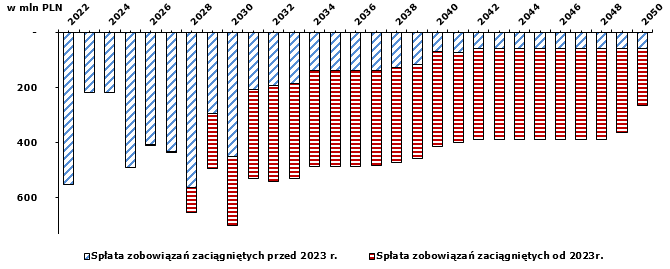 w mln PLN
2022 2024 2026 2028 2030 2032 2034 2036 2038 2040 2042 2044 2046 2048 2050
–
200
400
600
Spłata zobowiązań zaciągniętych przed 2023 r. Spłata zobowiązań zaciągniętych od 2023r.